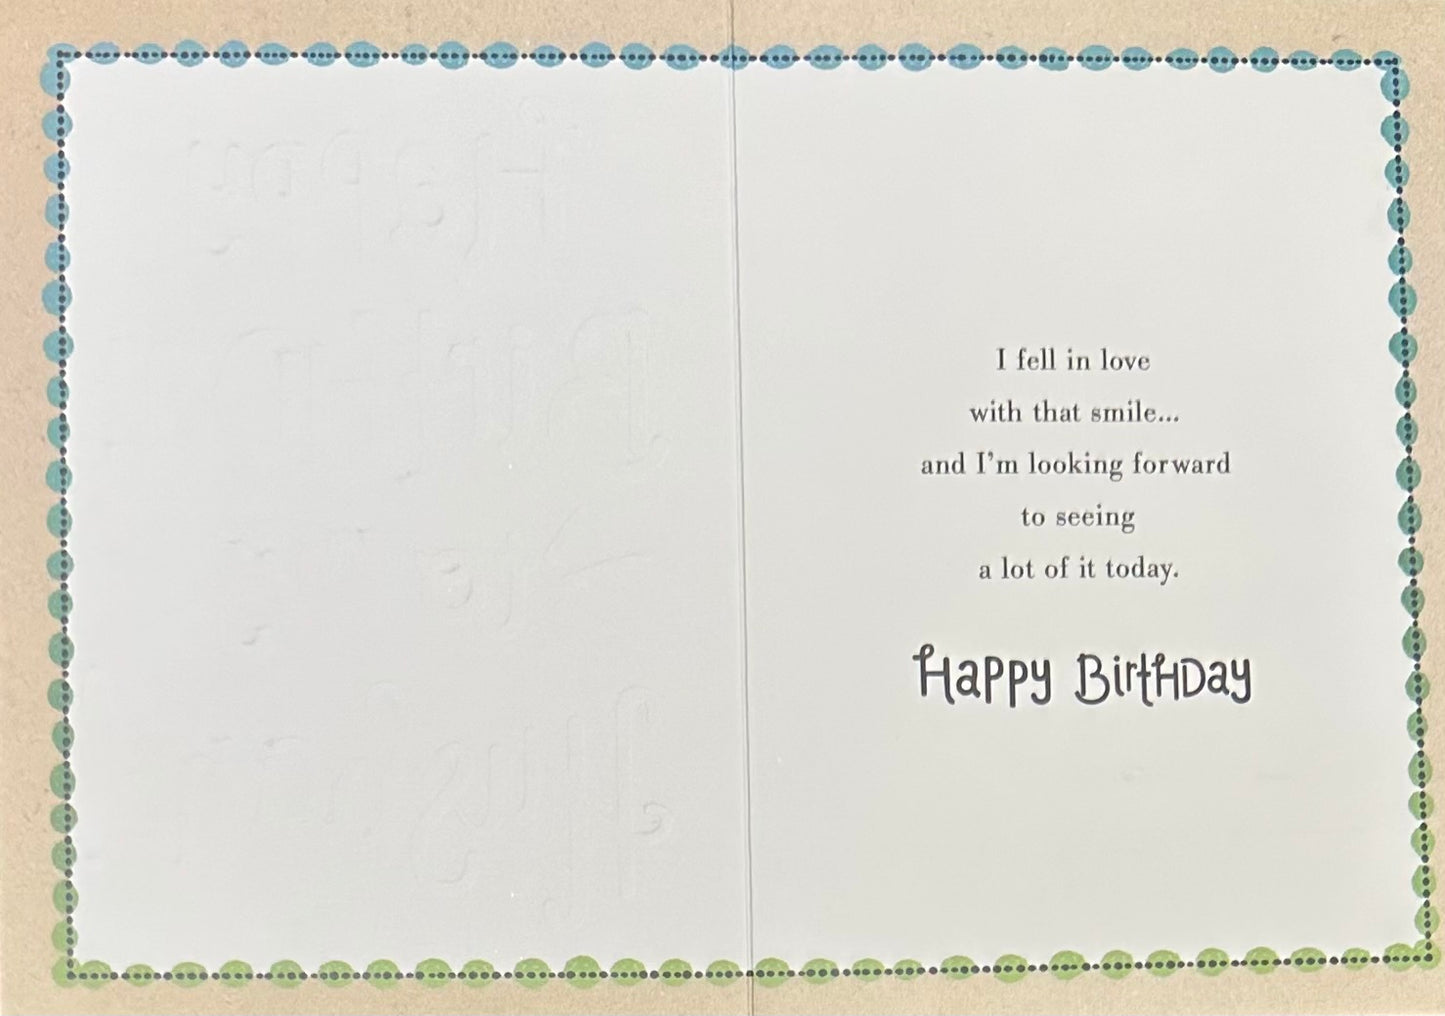 I fell in love
with that smile...
and I'm looking forward
to seeing
a lot of it today.
Happy Birthday